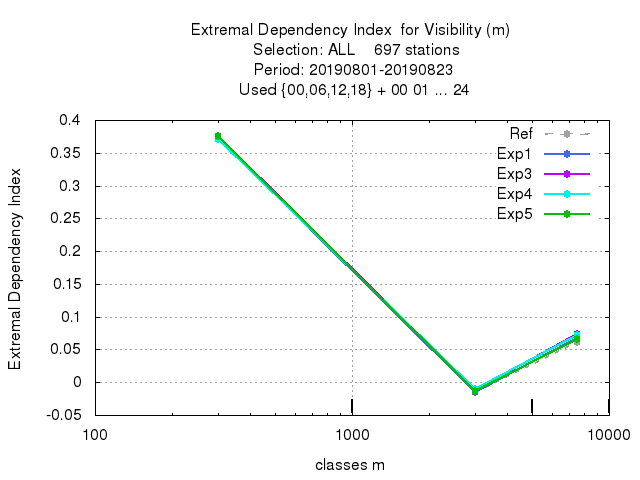 Extremal Dependency Index  for Visibility (m)
Selection: ALL    697 stations
Period: 20190801-20190823
Used {00,06,12,18} + 00 01 ... 24
Extremal Dependency Index
0.4
0.35
0.3
0.25
0.2
0.15
0.1
0.05
0
-0.05
Ref
Exp1
Exp3
Exp4
Exp5
100
1000
10000
classes m